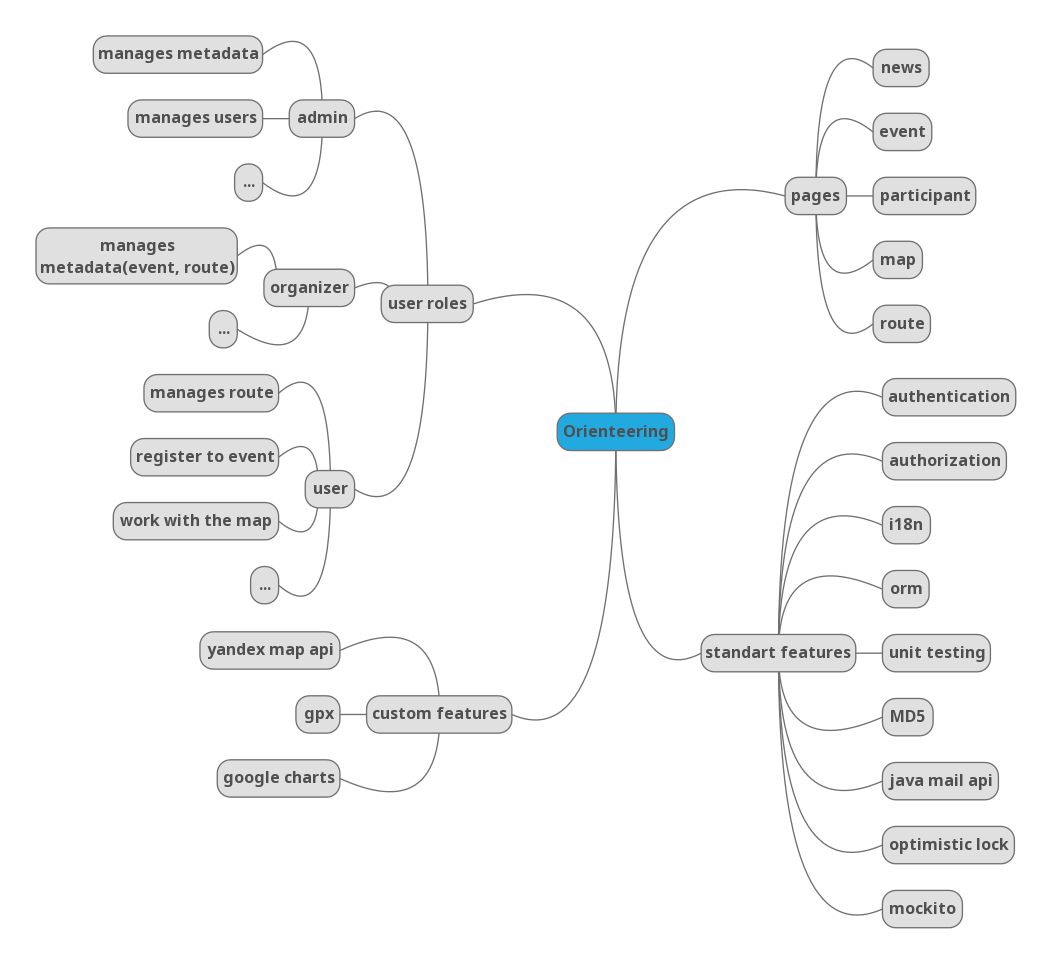 Orienteering
user roles
admin
manages metadata
manages users
...
organizer
manages
metadata(event, route)
...
user
manages route
register to event
work with the map
...
custom features
yandex map api
gpx
google charts
pages
news
event
participant
map
route
standart features
authentication
authorization
i18n
orm
unit testing
MD5
java mail api
optimistic lock
mockito